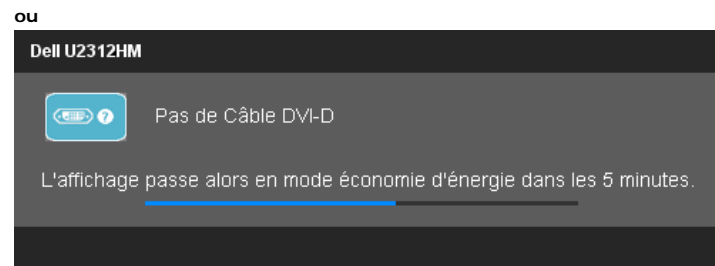 ou
Dell U2312HM
Pas de Câble DVI-D
L'affichage passe alors en mode économie d'énergie dans les 5 minutes.